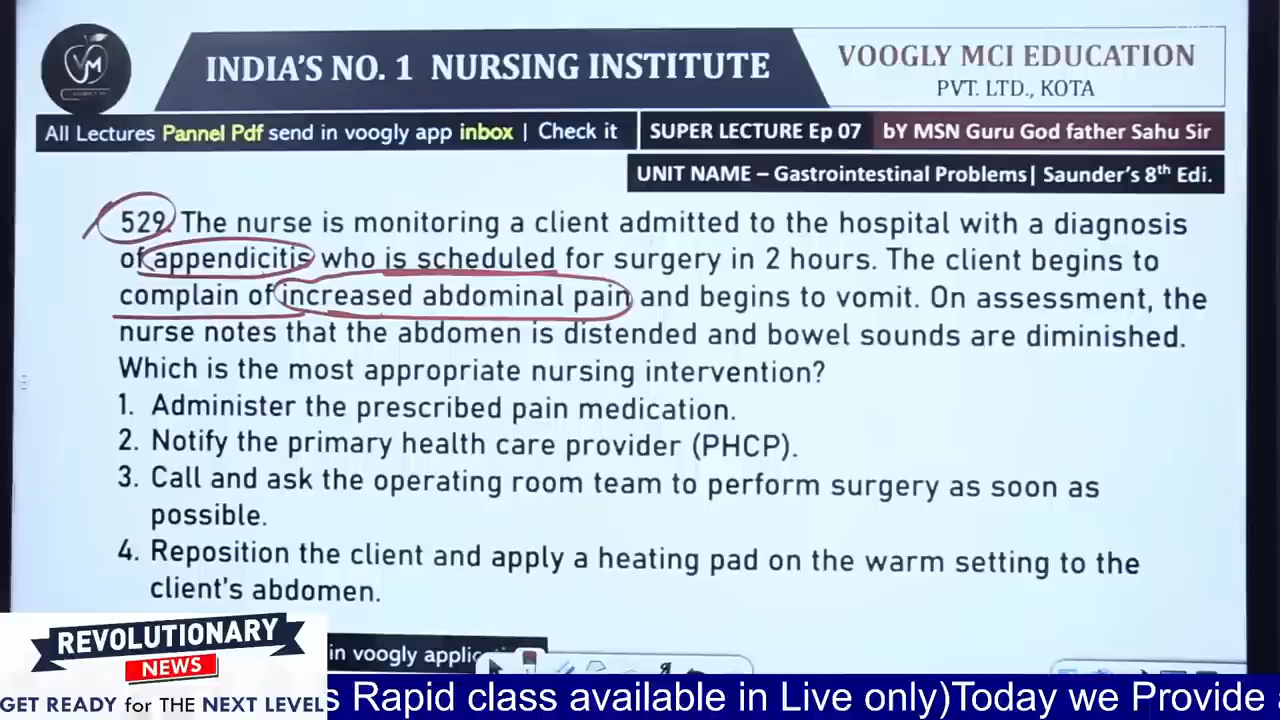 INDIA'S NO. 1 NURSING INSTITUTE
VOOGLY MCI EDUCATION
PVT. LTD., KOTA
VM
All Lectures Pannel Pdf send in voogly app inbox | Check it
SUPER LECTURE Ep 07
bY MSN Guru God father Sahu Sir
UNIT NAME – Gastrointestinal Problems| Saunder's 8th Edi.
529. The nurse is monitoring a client admitted to the hospital with a diagnosis
of appendicitis who is scheduled for surgery in 2 hours. The client begins to
complain of increased abdominal pain and begins to vomit. On assessment, the
nurse notes that the abdomen is distended and bowel sounds are diminished.
Which is the most appropriate nursing intervention?
1. Administer the prescribed pain medication.
2. Notify the primary health care provider (PHCP).
3. Call and ask the operating room team to perform surgery as soon as
possible.
4. Reposition the client and apply a heating pad on the warm setting to the
client's abdomen.
REVOLUTIONARY
NEWS
GET READY for THE NEXT LEVEL
in voogly applic
s Rapid class available in Live only)Today we Provide